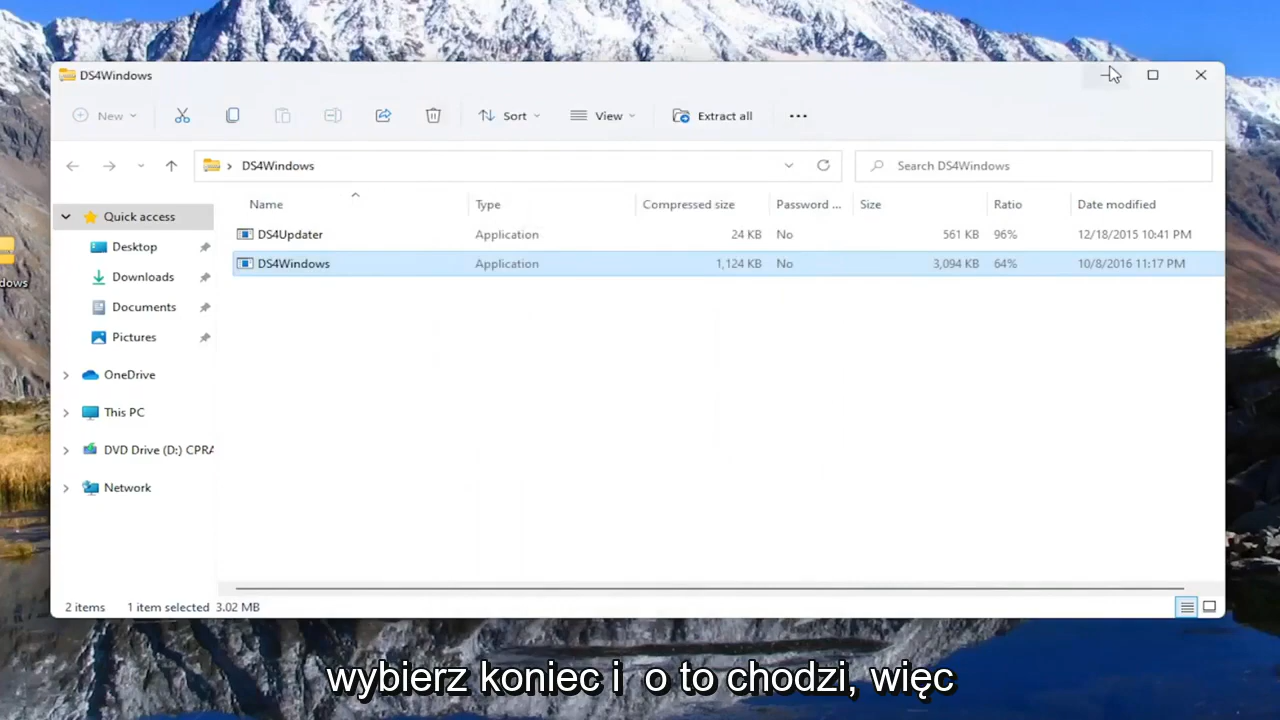 DS4Windows
New
Sort
View
Extract all
DS4Windows
Search DS4Windows
Name Type Compressed size Password ... Size Ratio Date modified
DS4Updater Application 24 KB No 561 KB 96% 12/18/2015 10:41 PM
DS4Windows Application 1,124 KB No 3,094 KB 64% 10/8/2016 11:17 PM
Quick access
Desktop
Downloads
Documents
Pictures
OneDrive
This PC
DVD Drive (D:) CPRA
Network
dows
2 items 1 item selected 3.02 MB
wybierz koniec i o to chodzi, więc